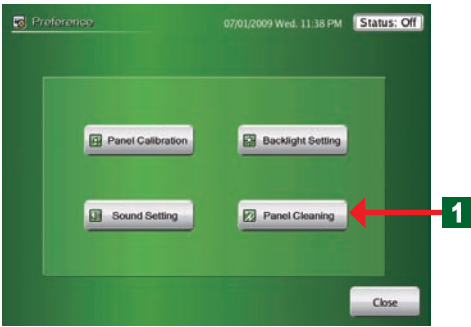 Preference 07/01/2009 Wed. 11:38 PM Status: Off
Panel Calibration Backlight Setting
Sound Setting Panel Cleaning 1
Close